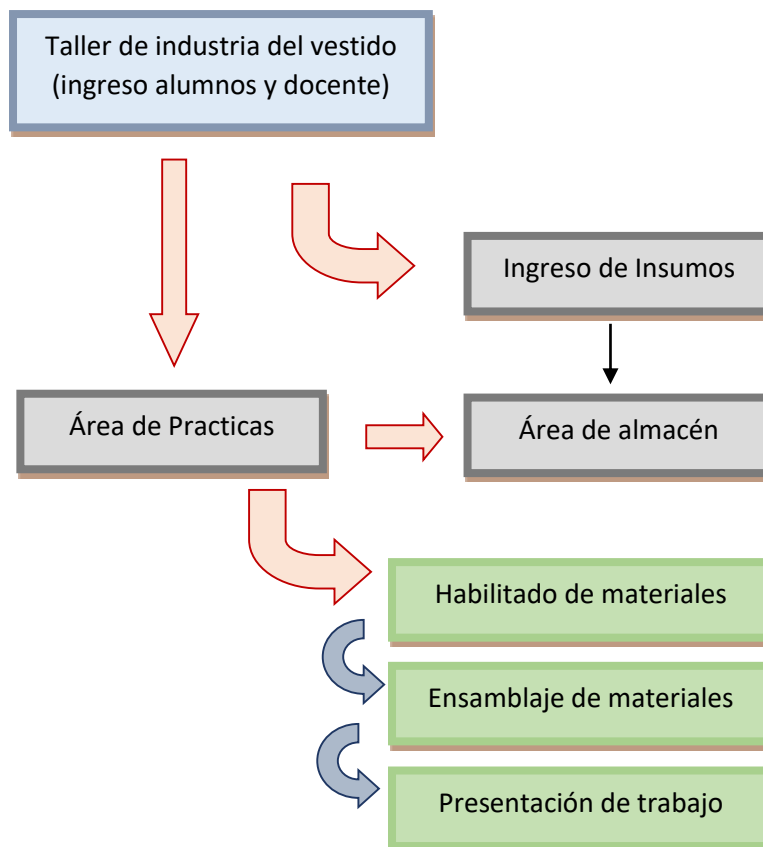 Taller de industria del vestido
(ingreso alumnos y docente)
Ingreso de Insumos
Área de Practicas
Área de almacén
Habilitado de materiales
Ensamblaje de materiales
Presentación de trabajo